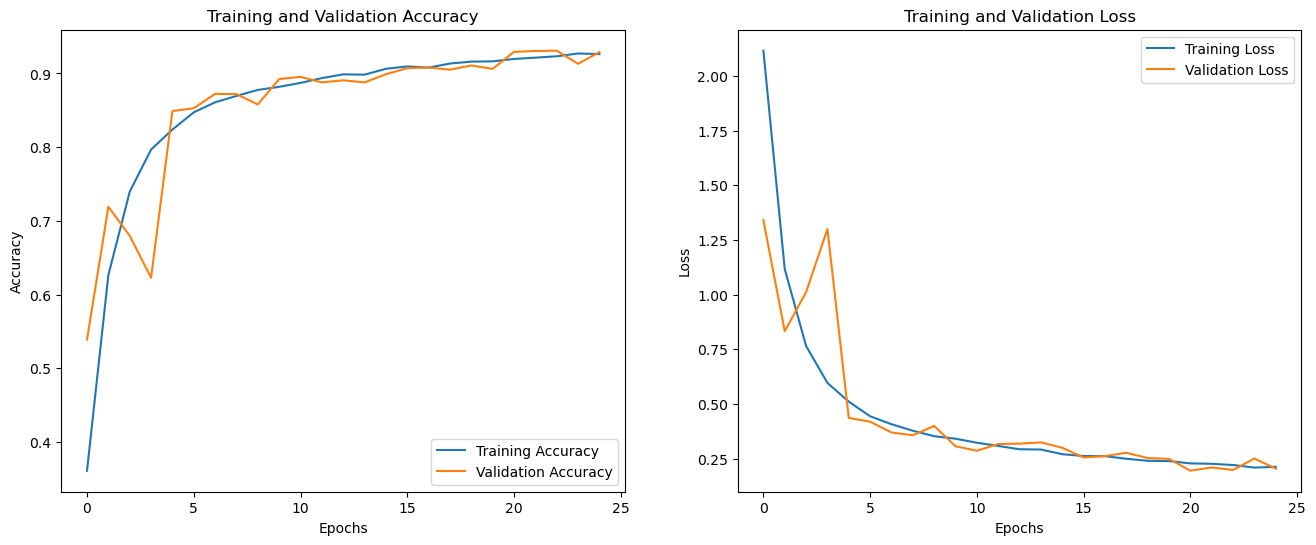 Training and Validation Accuracy
Accuracy
0.9
0.8
0.7
0.6
0.5
0.4
Training Accuracy
Validation Accuracy
0
5
10
15
20
25
Epochs
Training and Validation Loss
Loss
2.00
1.75
1.50
1.25
1.00
0.75
0.50
0.25
Training Loss
Validation Loss
0
5
10
15
20
25
Epochs